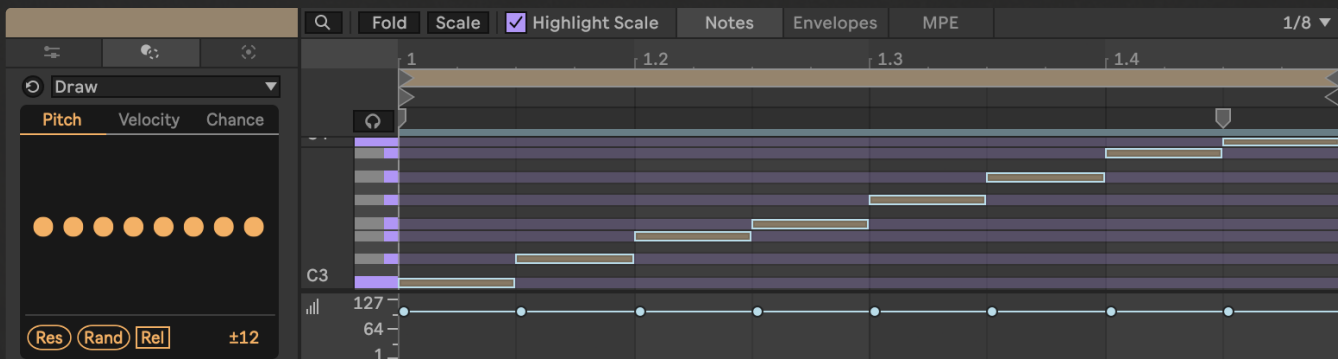 Fold Scale Highlight Scale Notes Envelopes MPE 1/8
1 1.2 1.3 1.4
Draw
Pitch Velocity Chance
C3
127
64
1
Res Rand Rel ±12